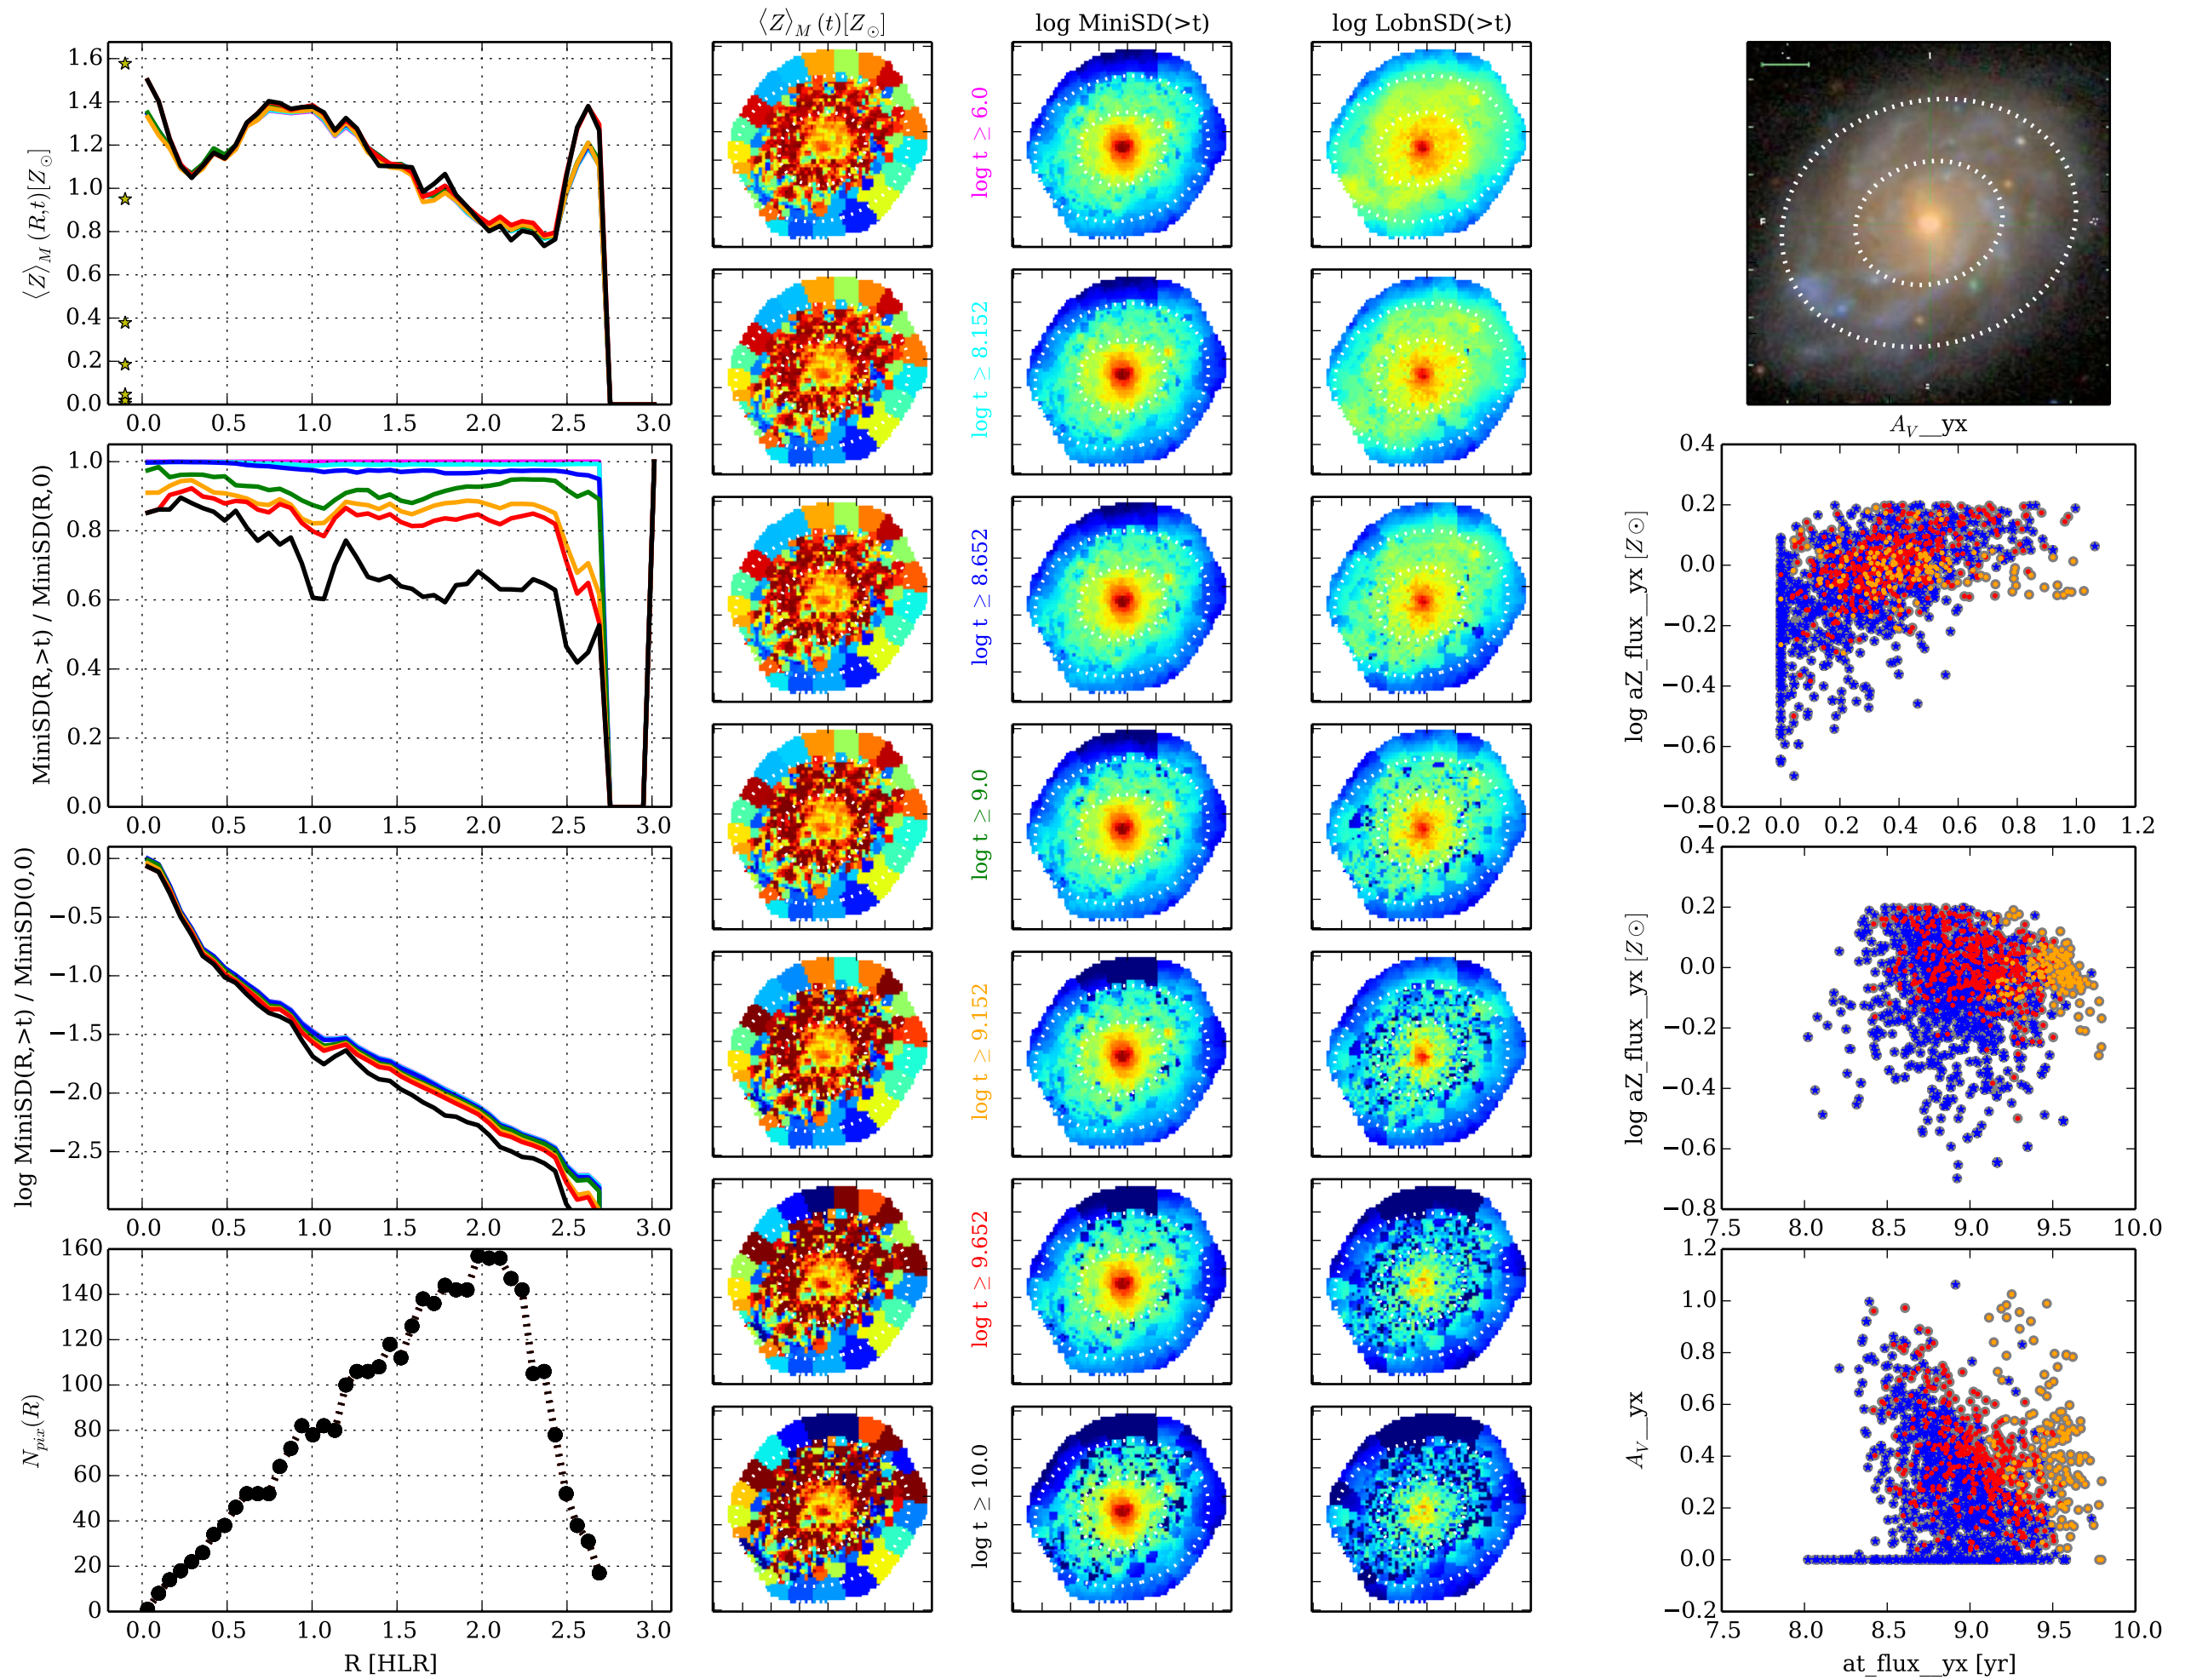 ⟨Z⟩_M (t)[Z_⊙]
log MiniSD(>t)
log LobnSD(>t)
⟨Z⟩_M (R,t)[Z_⊙]
1.6
1.4
1.2
1.0
0.8
0.6
0.4
0.2
0.0
0.0 0.5 1.0 1.5 2.0 2.5 3.0
MiniSD(R,>t) / MiniSD(R,0)
1.0
0.8
0.6
0.4
0.2
0.0
0.0 0.5 1.0 1.5 2.0 2.5 3.0
log MiniSD(R,>t) / MiniSD(0,0)
0.0
−0.5
−1.0
−1.5
−2.0
−2.5
0.0 0.5 1.0 1.5 2.0 2.5 3.0
N_pix(R)
160
140
120
100
80
60
40
20
0
0.0 0.5 1.0 1.5 2.0 2.5 3.0
R [HLR]
log t ≥ 6.0
log t ≥ 8.152
log t ≥ 8.652
log t ≥ 9.0
log t ≥ 9.152
log t ≥ 9.652
log t ≥ 10.0
A_V__yx
log aZ_flux__yx [Z⊙]
0.4
0.2
0.0
−0.2
−0.4
−0.6
−0.8
−0.2 0.0 0.2 0.4 0.6 0.8 1.0 1.2
log aZ_flux__yx [Z⊙]
0.4
0.2
0.0
−0.2
−0.4
−0.6
−0.8
7.5 8.0 8.5 9.0 9.5 10.0
A_V__yx
1.2
1.0
0.8
0.6
0.4
0.2
0.0
−0.2
7.5 8.0 8.5 9.0 9.5 10.0
at_flux__yx [yr]